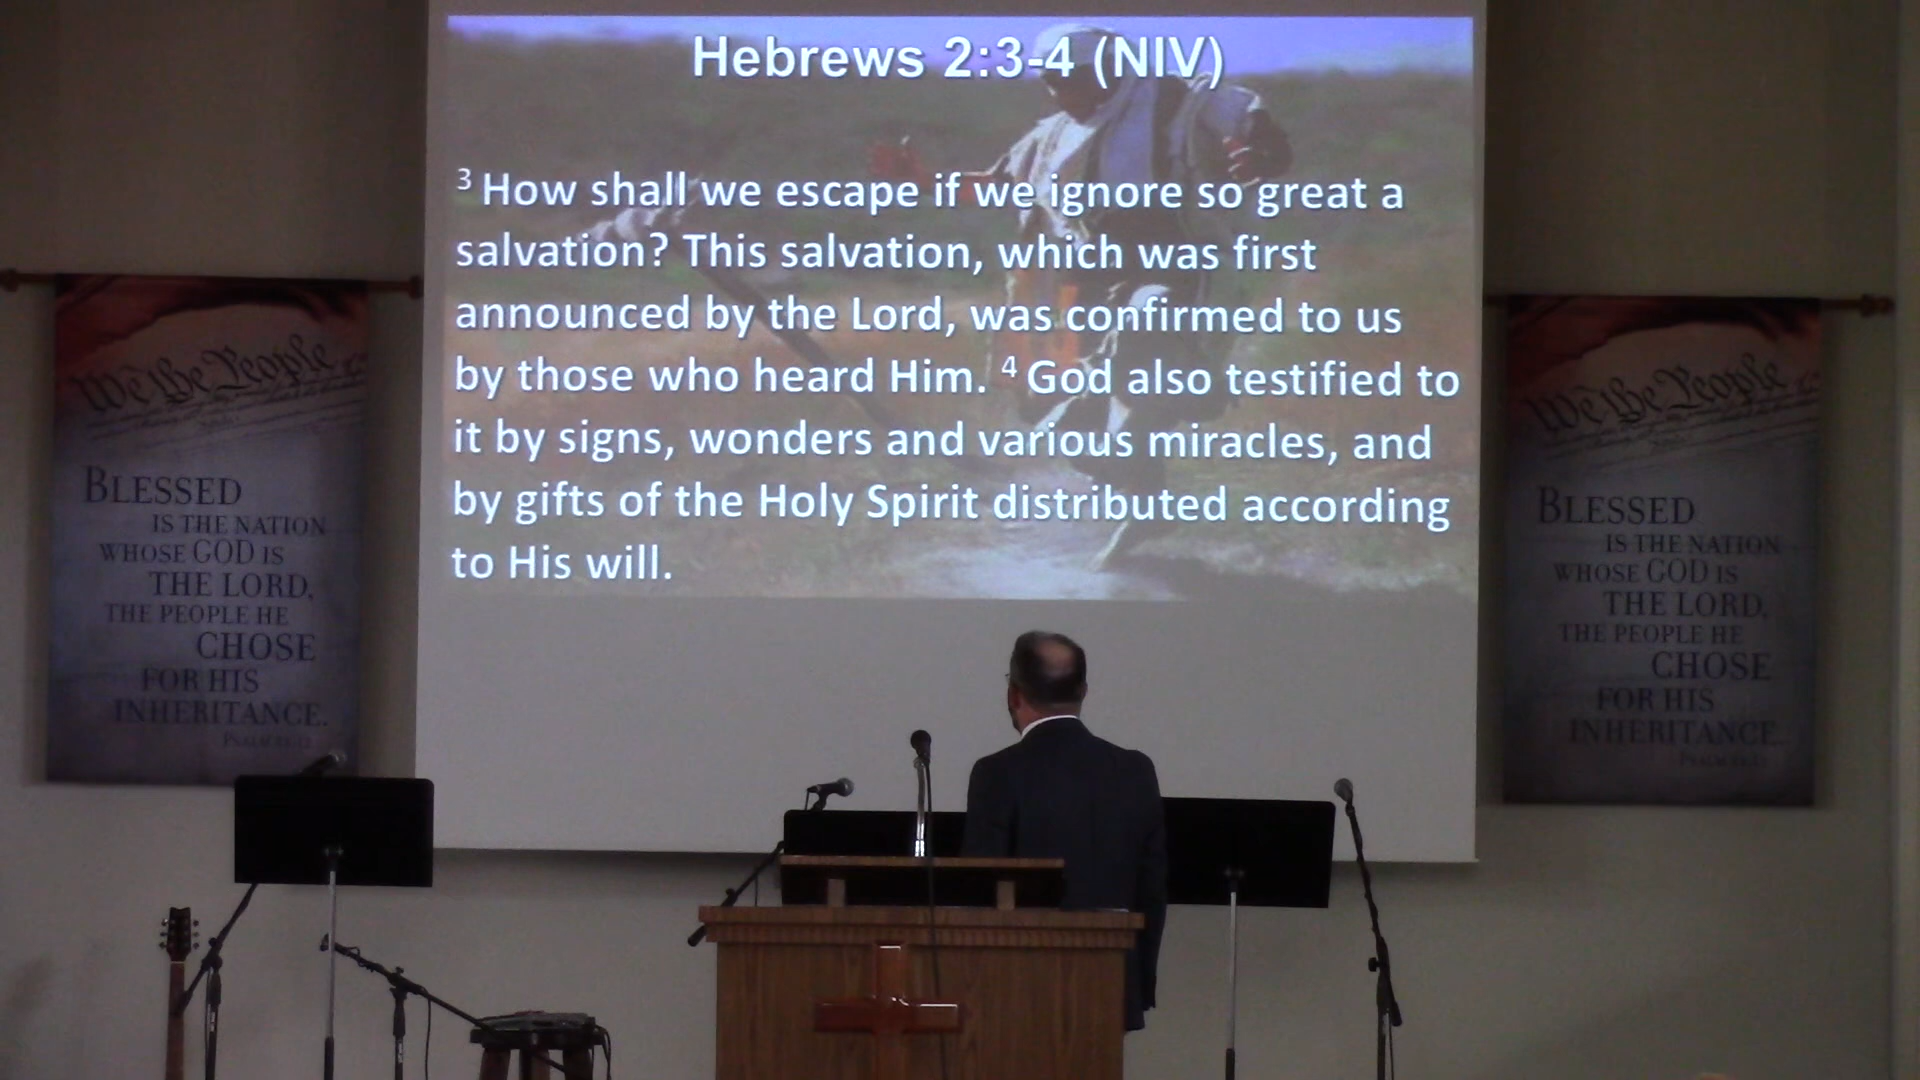 Hebrews 2:3-4 (NIV)
3 How shall we escape if we ignore so great a
salvation? This salvation, which was first
announced by the Lord, was confirmed to us
by those who heard Him. 4 God also testified to
it by signs, wonders and various miracles, and
by gifts of the Holy Spirit distributed according
to His will.
We the People
BLESSED
IS THE NATION
WHOSE GOD IS
THE LORD,
THE PEOPLE HE
CHOSE
FOR HIS
INHERITANCE.
We the People
BLESSED
IS THE NATION
WHOSE GOD IS
THE LORD,
THE PEOPLE HE
CHOSE
FOR HIS
INHERITANCE.